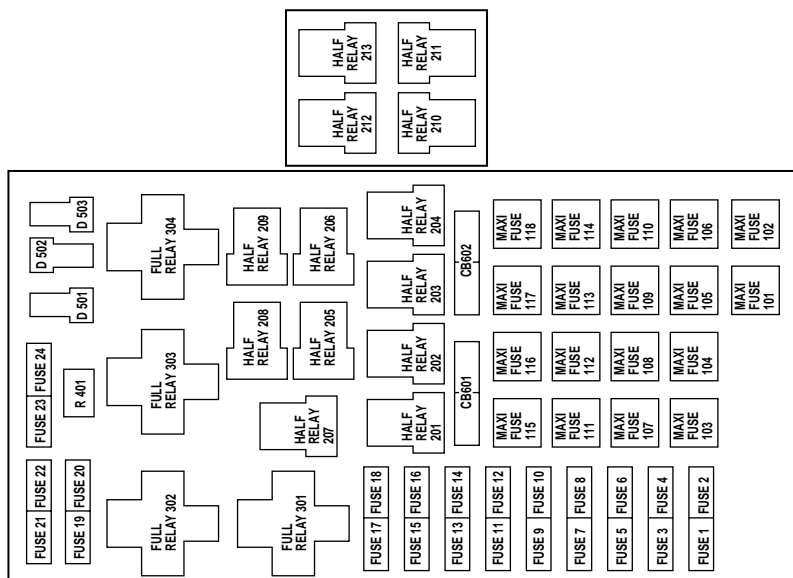 HALF
RELAY
213
HALF
RELAY
211
HALF
RELAY
212
HALF
RELAY
210
D 503
D 502
D 501
FULL
RELAY 304
HALF
RELAY 209
HALF
RELAY 206
HALF
RELAY
204
CB602
MAXI
FUSE
118
MAXI
FUSE
114
MAXI
FUSE
110
MAXI
FUSE
106
MAXI
FUSE
102
HALF
RELAY
203
MAXI
FUSE
117
MAXI
FUSE
113
MAXI
FUSE
109
MAXI
FUSE
105
MAXI
FUSE
101
FUSE 24
FUSE 23
R 401
FULL
RELAY 303
HALF
RELAY 208
HALF
RELAY 205
HALF
RELAY
202
CB601
MAXI
FUSE
116
MAXI
FUSE
112
MAXI
FUSE
108
MAXI
FUSE
104
HALF
RELAY
207
HALF
RELAY
201
MAXI
FUSE
115
MAXI
FUSE
111
MAXI
FUSE
107
MAXI
FUSE
103
FUSE 22
FUSE 21
FUSE 20
FUSE 19
FULL
RELAY 302
FULL
RELAY 301
FUSE 18
FUSE 17
FUSE 16
FUSE 15
FUSE 14
FUSE 13
FUSE 12
FUSE 11
FUSE 10
FUSE 9
FUSE 8
FUSE 7
FUSE 6
FUSE 5
FUSE 4
FUSE 3
FUSE 2
FUSE 1